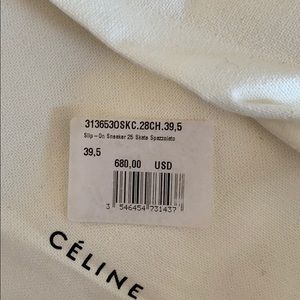 313653OSKC.28CH.39,5
Slip – On Sneaker 25 Skate Spazzolato
39,5
680,00 USD
3 546454 731437
CÉLINE